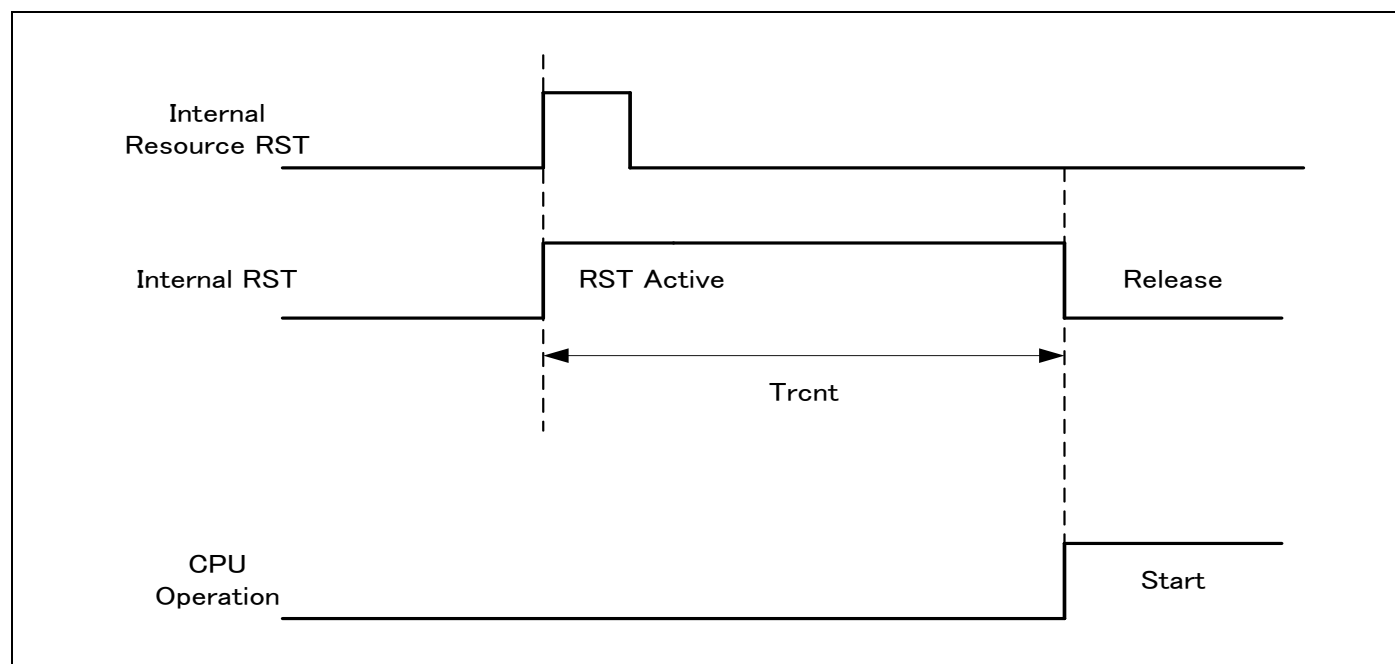 Internal
Resource RST
Internal RST
RST Active
Release
Trcnt
CPU
Operation
Start